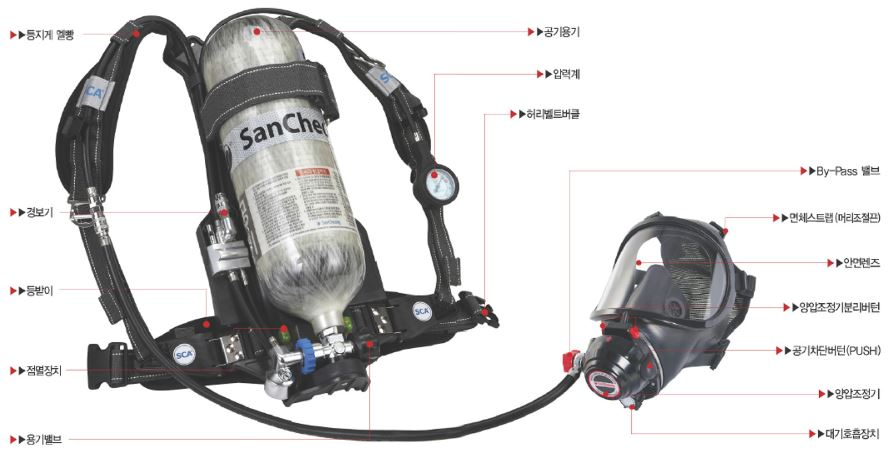 ▶▶등지게 멜빵
▶▶경보기
▶▶등받이
▶▶점멸장치
▶▶용기밸브
▶▶공기용기
▶▶압력계
▶▶허리벨트버클
▶▶By-Pass 밸브
▶▶면체스트랩(머리조절끈)
▶▶안면렌즈
▶▶양압조정기분리버턴
▶▶공기차단버턴(PUSH)
▶▶양압조정기
▶▶대기호흡장치
SCA
SanChe
SCA
SCA